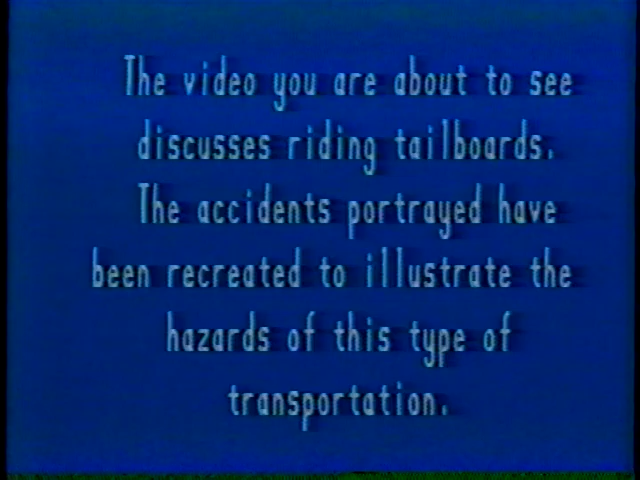 The video you are about to see
discusses riding tailboards.
The accidents portrayed have
been recreated to illustrate the
hazards of this type of
transportation.